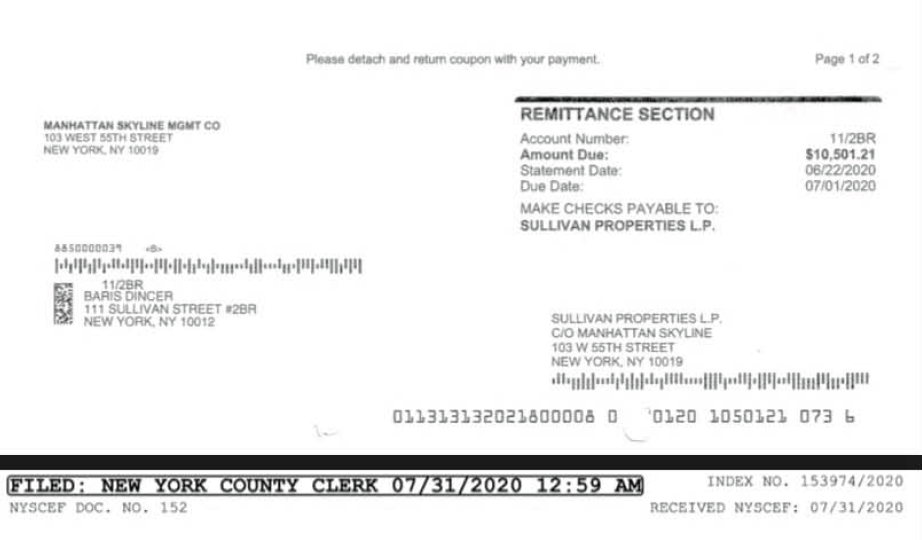 Please detach and return coupon with your payment.
Page 1 of 2
MANHATTAN SKYLINE MGMT CO
103 WEST 55TH STREET
NEW YORK, NY 10019
REMITTANCE SECTION
Account Number: 11/2BR
Amount Due: $10,501.21
Statement Date: 06/22/2020
Due Date: 07/01/2020
MAKE CHECKS PAYABLE TO:
SULLIVAN PROPERTIES L.P.
8850000039 <B>
11/2BR
BARIS DINCER
111 SULLIVAN STREET #2BR
NEW YORK, NY 10012
SULLIVAN PROPERTIES L.P.
C/O MANHATTAN SKYLINE
103 W 55TH STREET
NEW YORK, NY 10019
011313132021800008 0 0120 1050121 073 6
FILED: NEW YORK COUNTY CLERK 07/31/2020 12:59 AM
INDEX NO. 153974/2020
NYSCEF DOC. NO. 152
RECEIVED NYSCEF: 07/31/2020